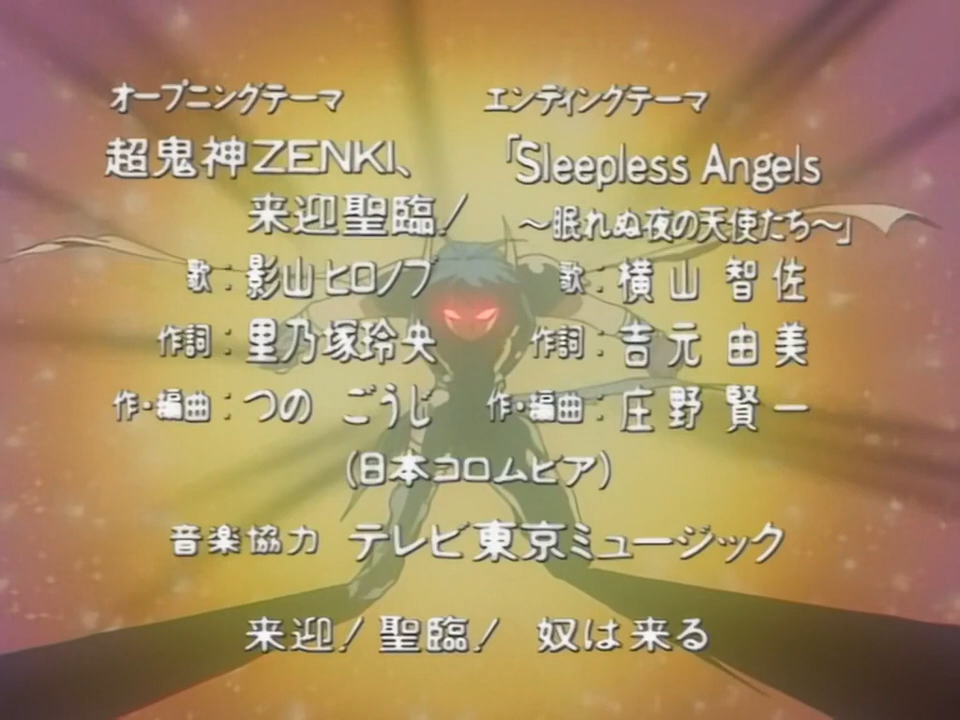 オープニングテーマ
超鬼神ZENKI、
来迎聖臨！
歌：影山ヒロノブ
作詞：里乃塚玲央
作・編曲：つの ごうじ
エンディングテーマ
「Sleepless Angels
～眠れぬ夜の天使たち～」
歌：横山 智佐
作詞：吉元 由美
作・編曲：庄野 賢一
（日本コロムビア）
音楽協力 テレビ東京ミュージック
来迎！聖臨！ 奴は来る